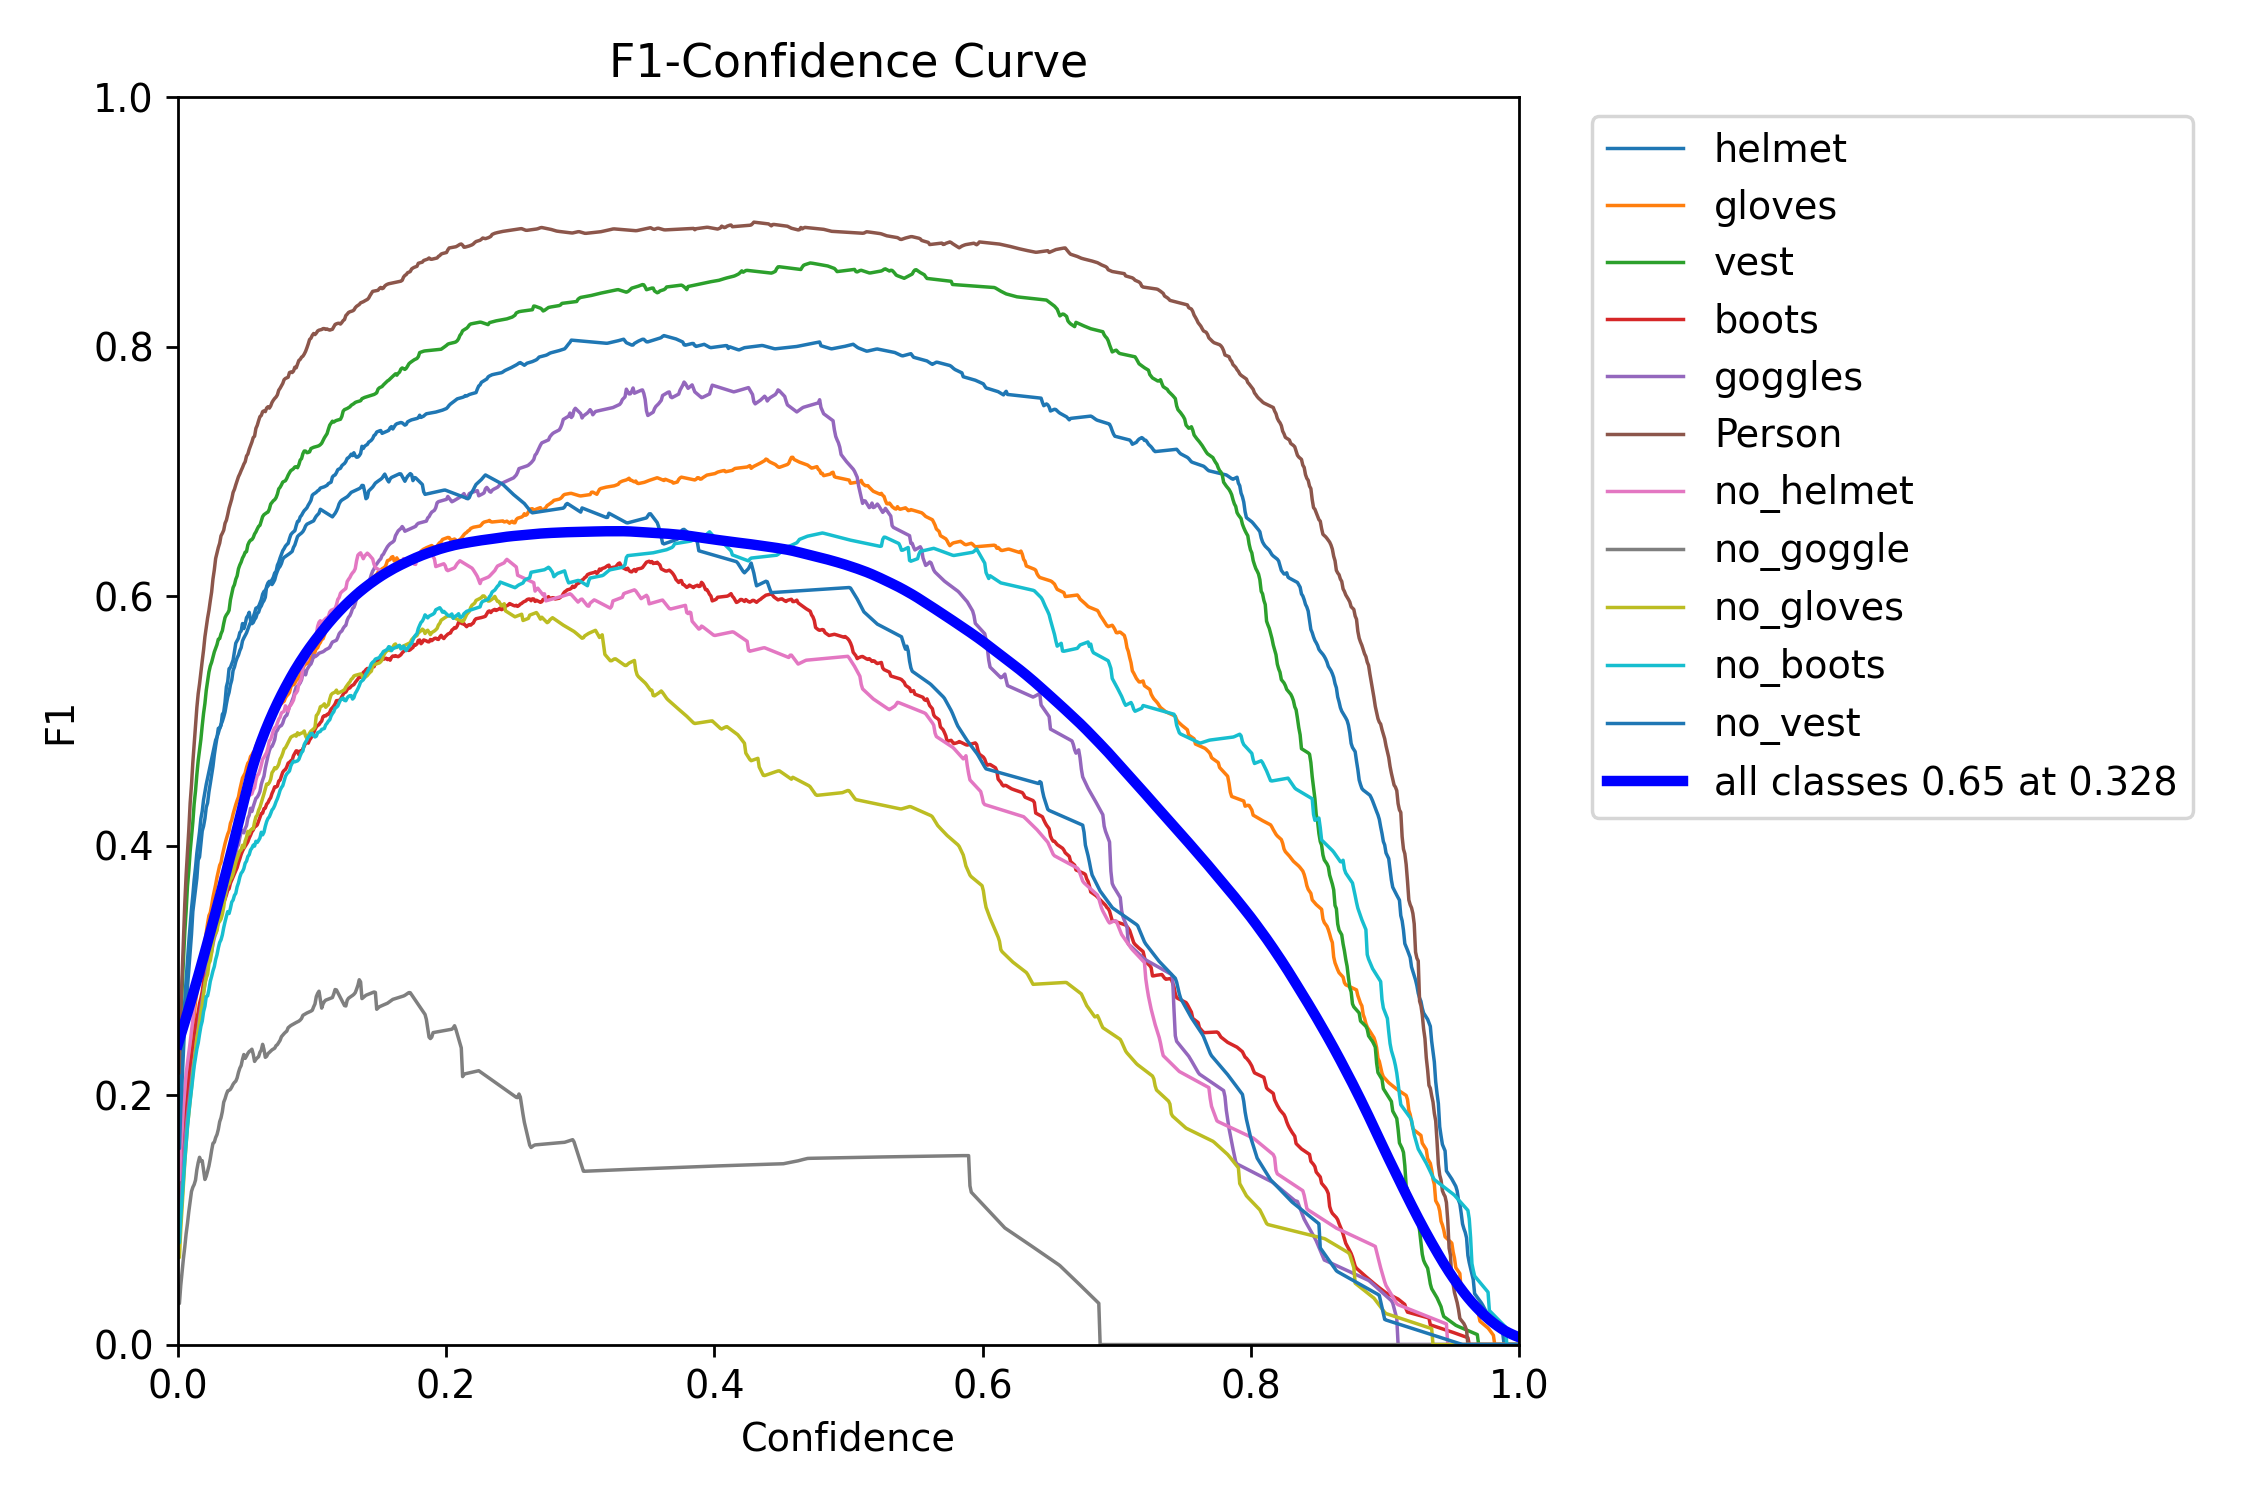 F1-Confidence Curve
1.0
0.8
0.6
0.4
0.2
0.0
F1
0.0 0.2 0.4 0.6 0.8 1.0
Confidence
helmet
gloves
vest
boots
goggles
Person
no_helmet
no_goggle
no_gloves
no_boots
no_vest
all classes 0.65 at 0.328